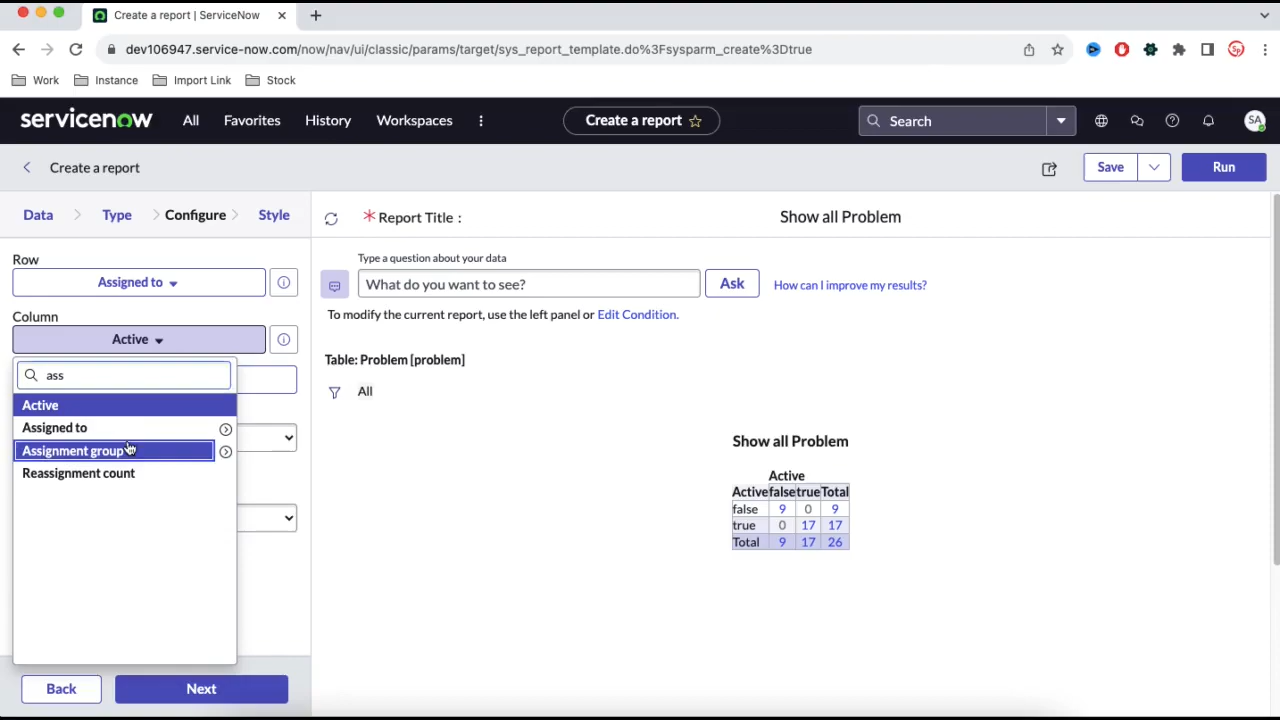 Create a report | ServiceNow
dev106947.service-now.com/now/nav/ui/classic/params/target/sys_report_template.do%3Fsysparm_create%3Dtrue
Work Instance Import Link Stock
servicenow All Favorites History Workspaces Create a report Search SA
Create a report Save Run
Data Type Configure Style
Report Title : Show all Problem
Row
Assigned to
Column
Active
ass
Active
Assigned to
Assignment group
Reassignment count
Back Next
Type a question about your data
What do you want to see? Ask How can I improve my results?
To modify the current report, use the left panel or Edit Condition.
Table: Problem [problem]
All
Show all Problem
Active
Active false true Total
false 9 0 9
true 0 17 17
Total 9 17 26